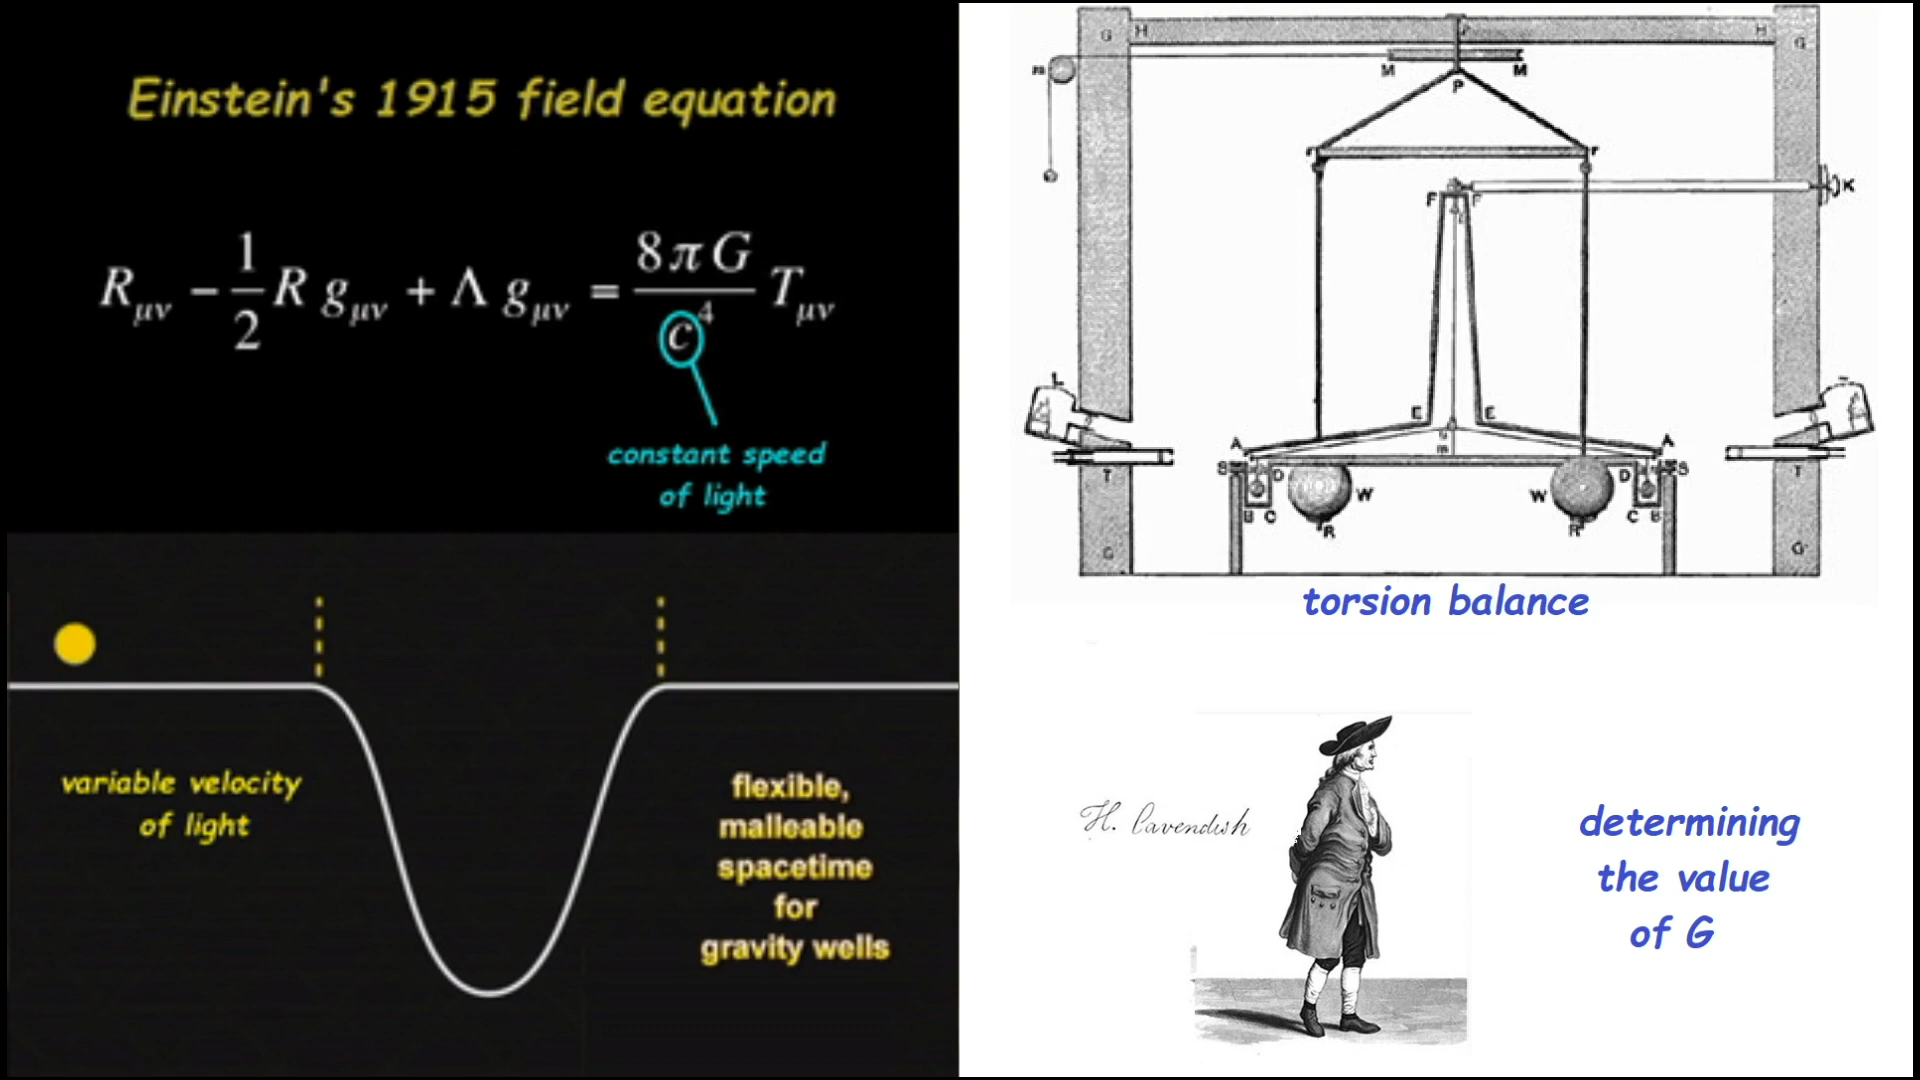 Einstein's 1915 field equation
R_μν − 1/2 R g_μν + Λ g_μν = 8πG/c⁴ T_μν
constant speed
of light
variable velocity
of light
flexible,
malleable
spacetime
for
gravity wells
G H H G
m M M
P
r r
F F K
L
E E
A A
S D D S
T T
W W
B C C B
R R
G G
torsion balance
H. Cavendish
determining
the value
of G